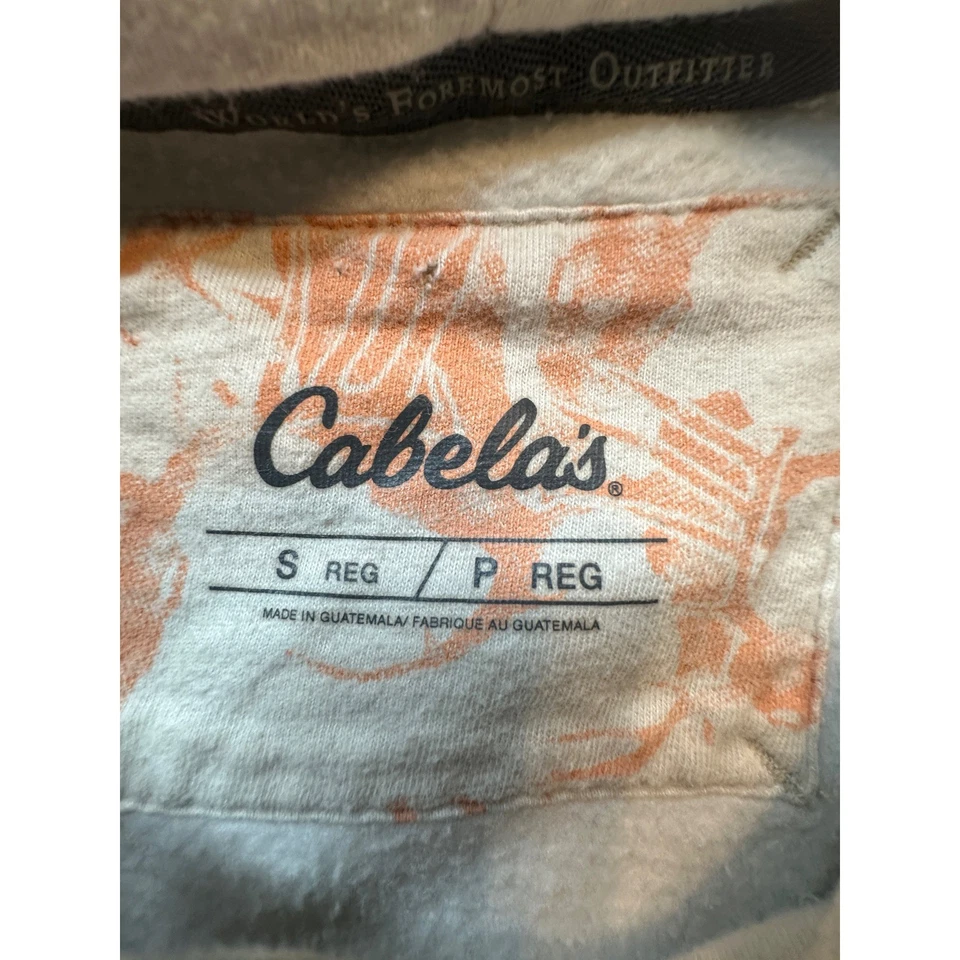 WORLD'S FOREMOST OUTFITTER
Cabela's®
S REG / P REG
MADE IN GUATEMALA/ FABRIQUE AU GUATEMALA